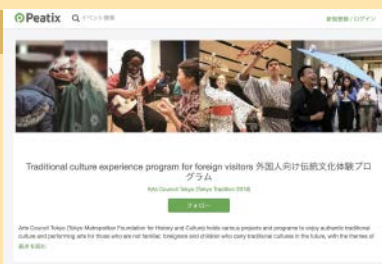 Peatix イベント検索 新規登録/ログイン
Traditional culture experience program for foreign visitors 外国人向け伝統文化体験プロ
グラム
Arts Council Tokyo (Tokyo Tradition 2018)
フォロー
Arts Council Tokyo (Tokyo Metropolitan Foundation for History and Culture) holds various projects and programs to enjoy authentic traditional
culture and performing arts for those who are not familiar, foreigners and children who carry traditional cultures in the future, with the themes of
続きを読む